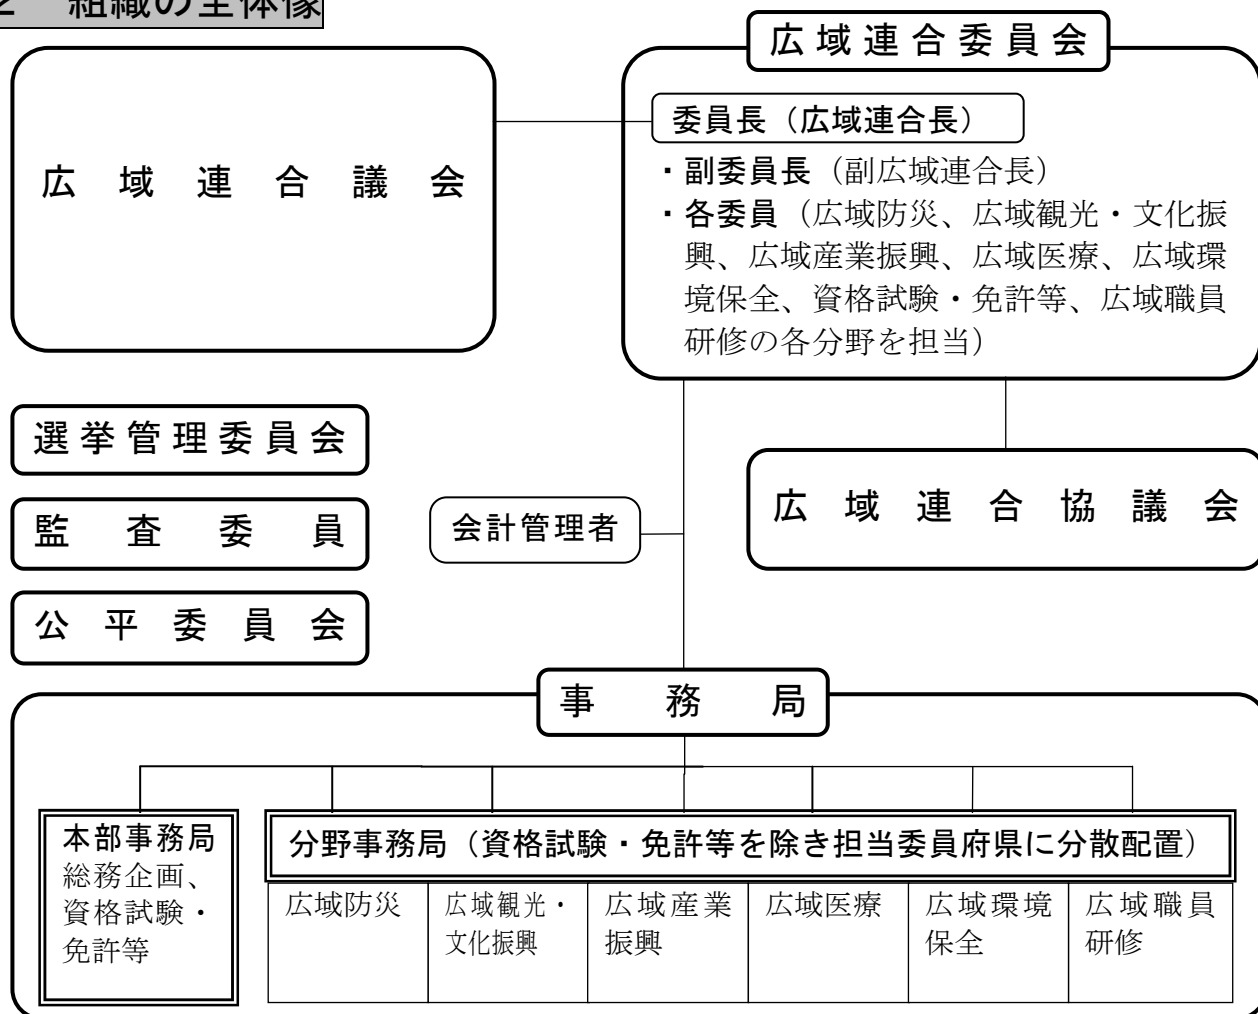 2 組織の全体像
広域連合議会
広域連合委員会
委員長（広域連合長）
・副委員長（副広域連合長）
・各委員（広域防災、広域観光・文化振
興、広域産業振興、広域医療、広域環
境保全、資格試験・免許等、広域職員
研修の各分野を担当）
選挙管理委員会
監査委員
公平委員会
会計管理者
広域連合協議会
事務局
本部事務局
総務企画、
資格試験・
免許等
分野事務局（資格試験・免許等を除き担当委員府県に分散配置）
広域防災
広域観光・
文化振興
広域産業
振興
広域医療
広域環境
保全
広域職員
研修